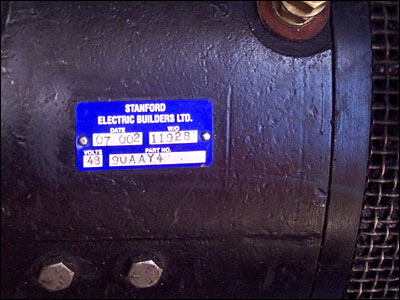 STANFORD
ELECTRIC BUILDERS LTD.
DATE W/O
07 002 11928
VOLTS PART NO.
48 9UAAY4